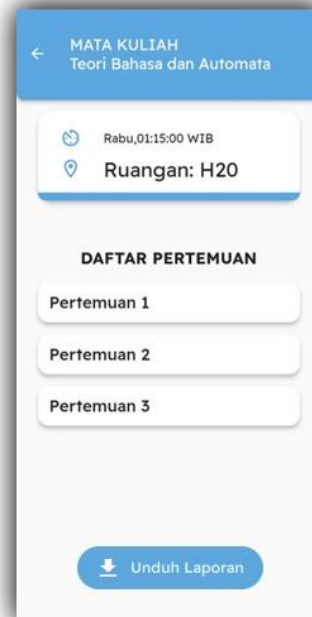 MATA KULIAH
Teori Bahasa dan Automata
Rabu,01:15:00 WIB
Ruangan: H20
DAFTAR PERTEMUAN
Pertemuan 1
Pertemuan 2
Pertemuan 3
Unduh Laporan